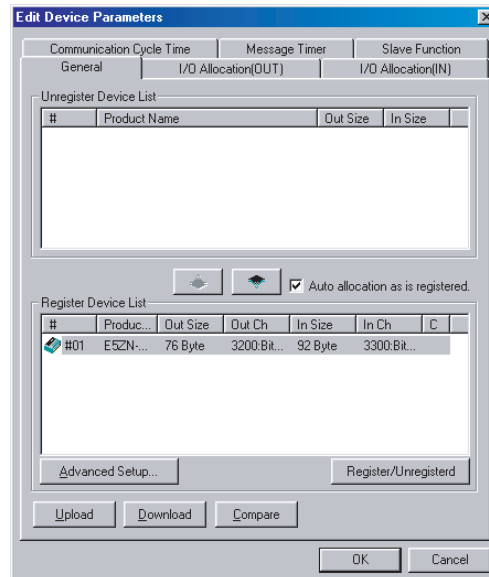 Edit Device Parameters
Communication Cycle Time Message Timer Slave Function
General I/O Allocation(OUT) I/O Allocation(IN)
Unregister Device List
# Product Name Out Size In Size
Auto allocation as is registered.
Register Device List
# Produc... Out Size Out Ch In Size In Ch C
#01 E5ZN-... 76 Byte 3200:Bit... 92 Byte 3300:Bit...
Advanced Setup... Register/Unregisterd
Upload Download Compare
OK Cancel